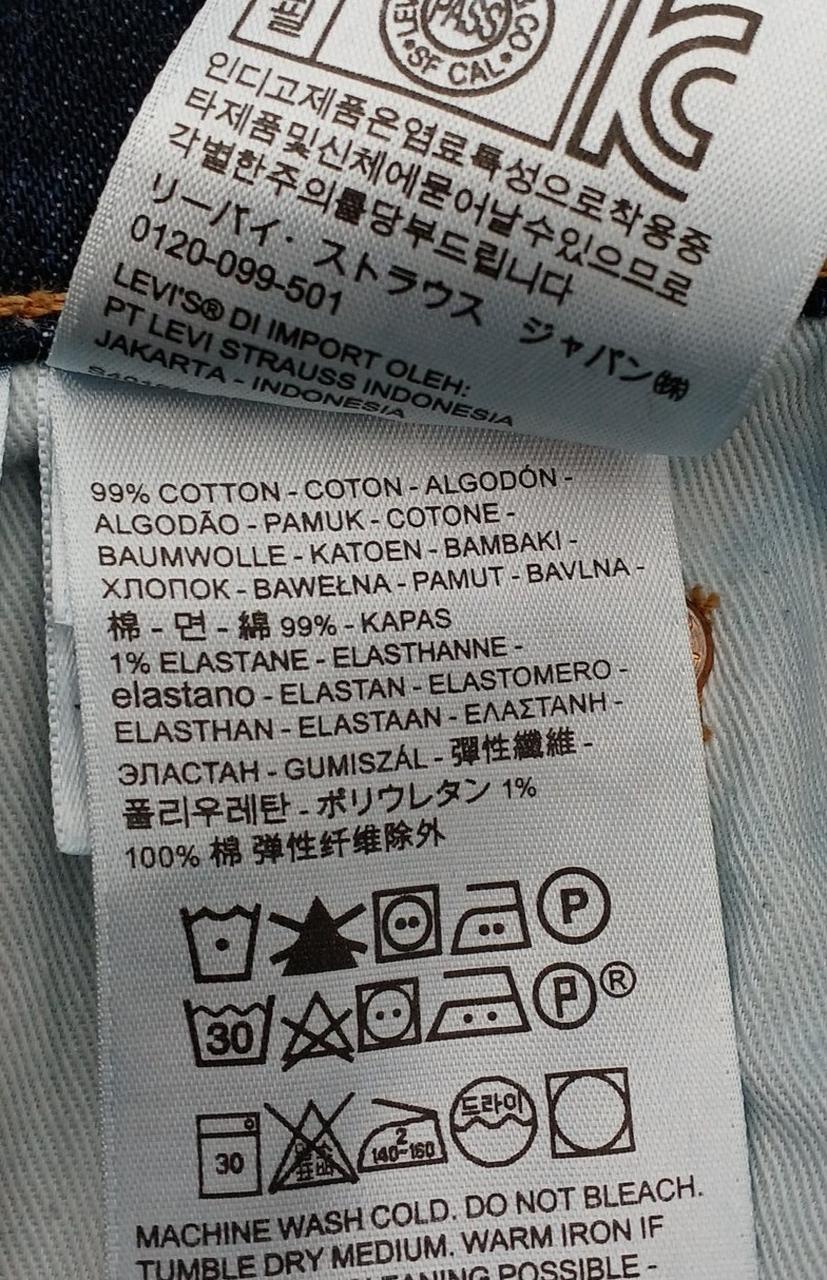 필
PASS
SF CAL
인디고제품은염료특성으로착용중
타제품및신체에묻어날수있으므로
각별한주의를당부드립니다
リーバイ・ストラウス ジャパン㈱
0120-099-501
LEVI'S® DI IMPORT OLEH:
PT LEVI STRAUSS INDONESIA
JAKARTA - INDONESIA
99% COTTON - COTON - ALGODÓN -
ALGODÃO - PAMUK - COTONE -
BAUMWOLLE - KATOEN - BAMBAKI -
ХЛОПОК - BAWEŁNA - PAMUT - BAVLNA -
棉 - 면 - 綿 99% - KAPAS
1% ELASTANE - ELASTHANNE -
elastano - ELASTAN - ELASTOMERO -
ELASTHAN - ELASTAAN - ΕΛΑΣΤΑΝΗ -
ЭЛАСТАН - GUMISZÁL - 彈性纖維 -
폴리우레탄 - ポリウレタン 1%
100% 棉 弹性纤维除外
P
30 P ®
30 2 140~160 드라이
MACHINE WASH COLD. DO NOT BLEACH.
TUMBLE DRY MEDIUM. WARM IRON IF
POSSIBLE -